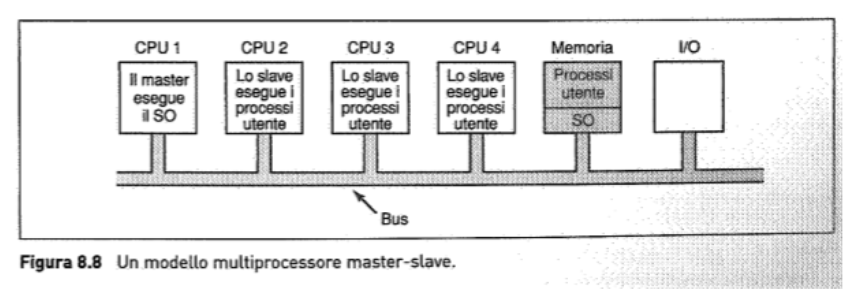 CPU 1 CPU 2 CPU 3 CPU 4 Memoria I/O
Il master
esegue
il SO
Lo slave
esegue i
processi
utente
Lo slave
esegue i
processi
utente
Lo slave
esegue i
processi
utente
Processi
utente
SO
Bus
Figura 8.8 Un modello multiprocessore master-slave.